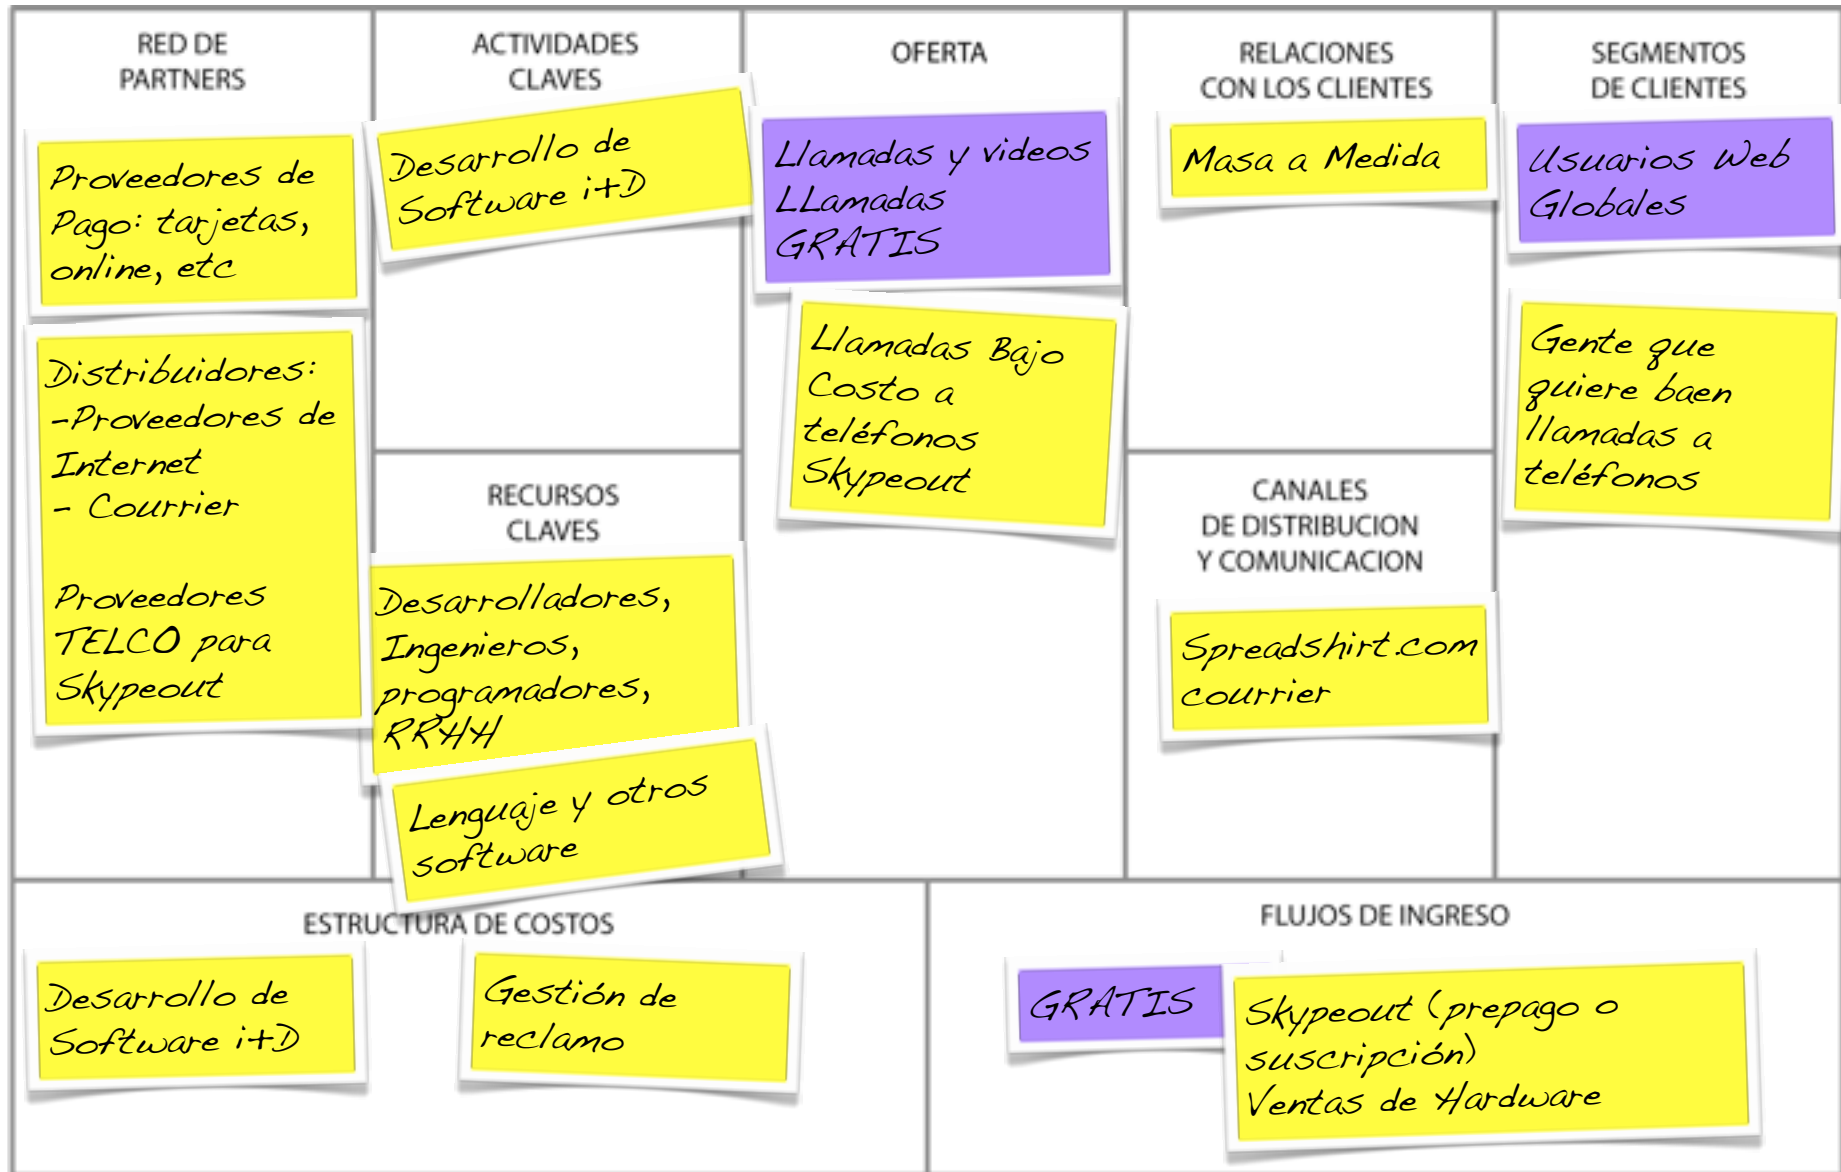 RED DE
PARTNERS
Proveedores de
Pago: tarjetas,
online, etc
Distribuidores:
-Proveedores de
Internet
- Courrier
Proveedores
TELCO para
Skypeout
ACTIVIDADES
CLAVES
Desarrollo de
Software i+D
RECURSOS
CLAVES
Desarrolladores,
Ingenieros,
programadores,
RRHH
Lenguaje y otros
software
OFERTA
Llamadas y videos
LLamadas
GRATIS
Llamadas Bajo
Costo a
teléfonos
Skypeout
RELACIONES
CON LOS CLIENTES
Masa a Medida
CANALES
DE DISTRIBUCION
Y COMUNICACION
Spreadshirt.com
courrier
SEGMENTOS
DE CLIENTES
Usuarios Web
Globales
Gente que
quiere baen
llamadas a
teléfonos
ESTRUCTURA DE COSTOS
Desarrollo de
Software i+D
Gestión de
reclamo
FLUJOS DE INGRESO
GRATIS
Skypeout (prepago o
suscripción)
Ventas de Hardware